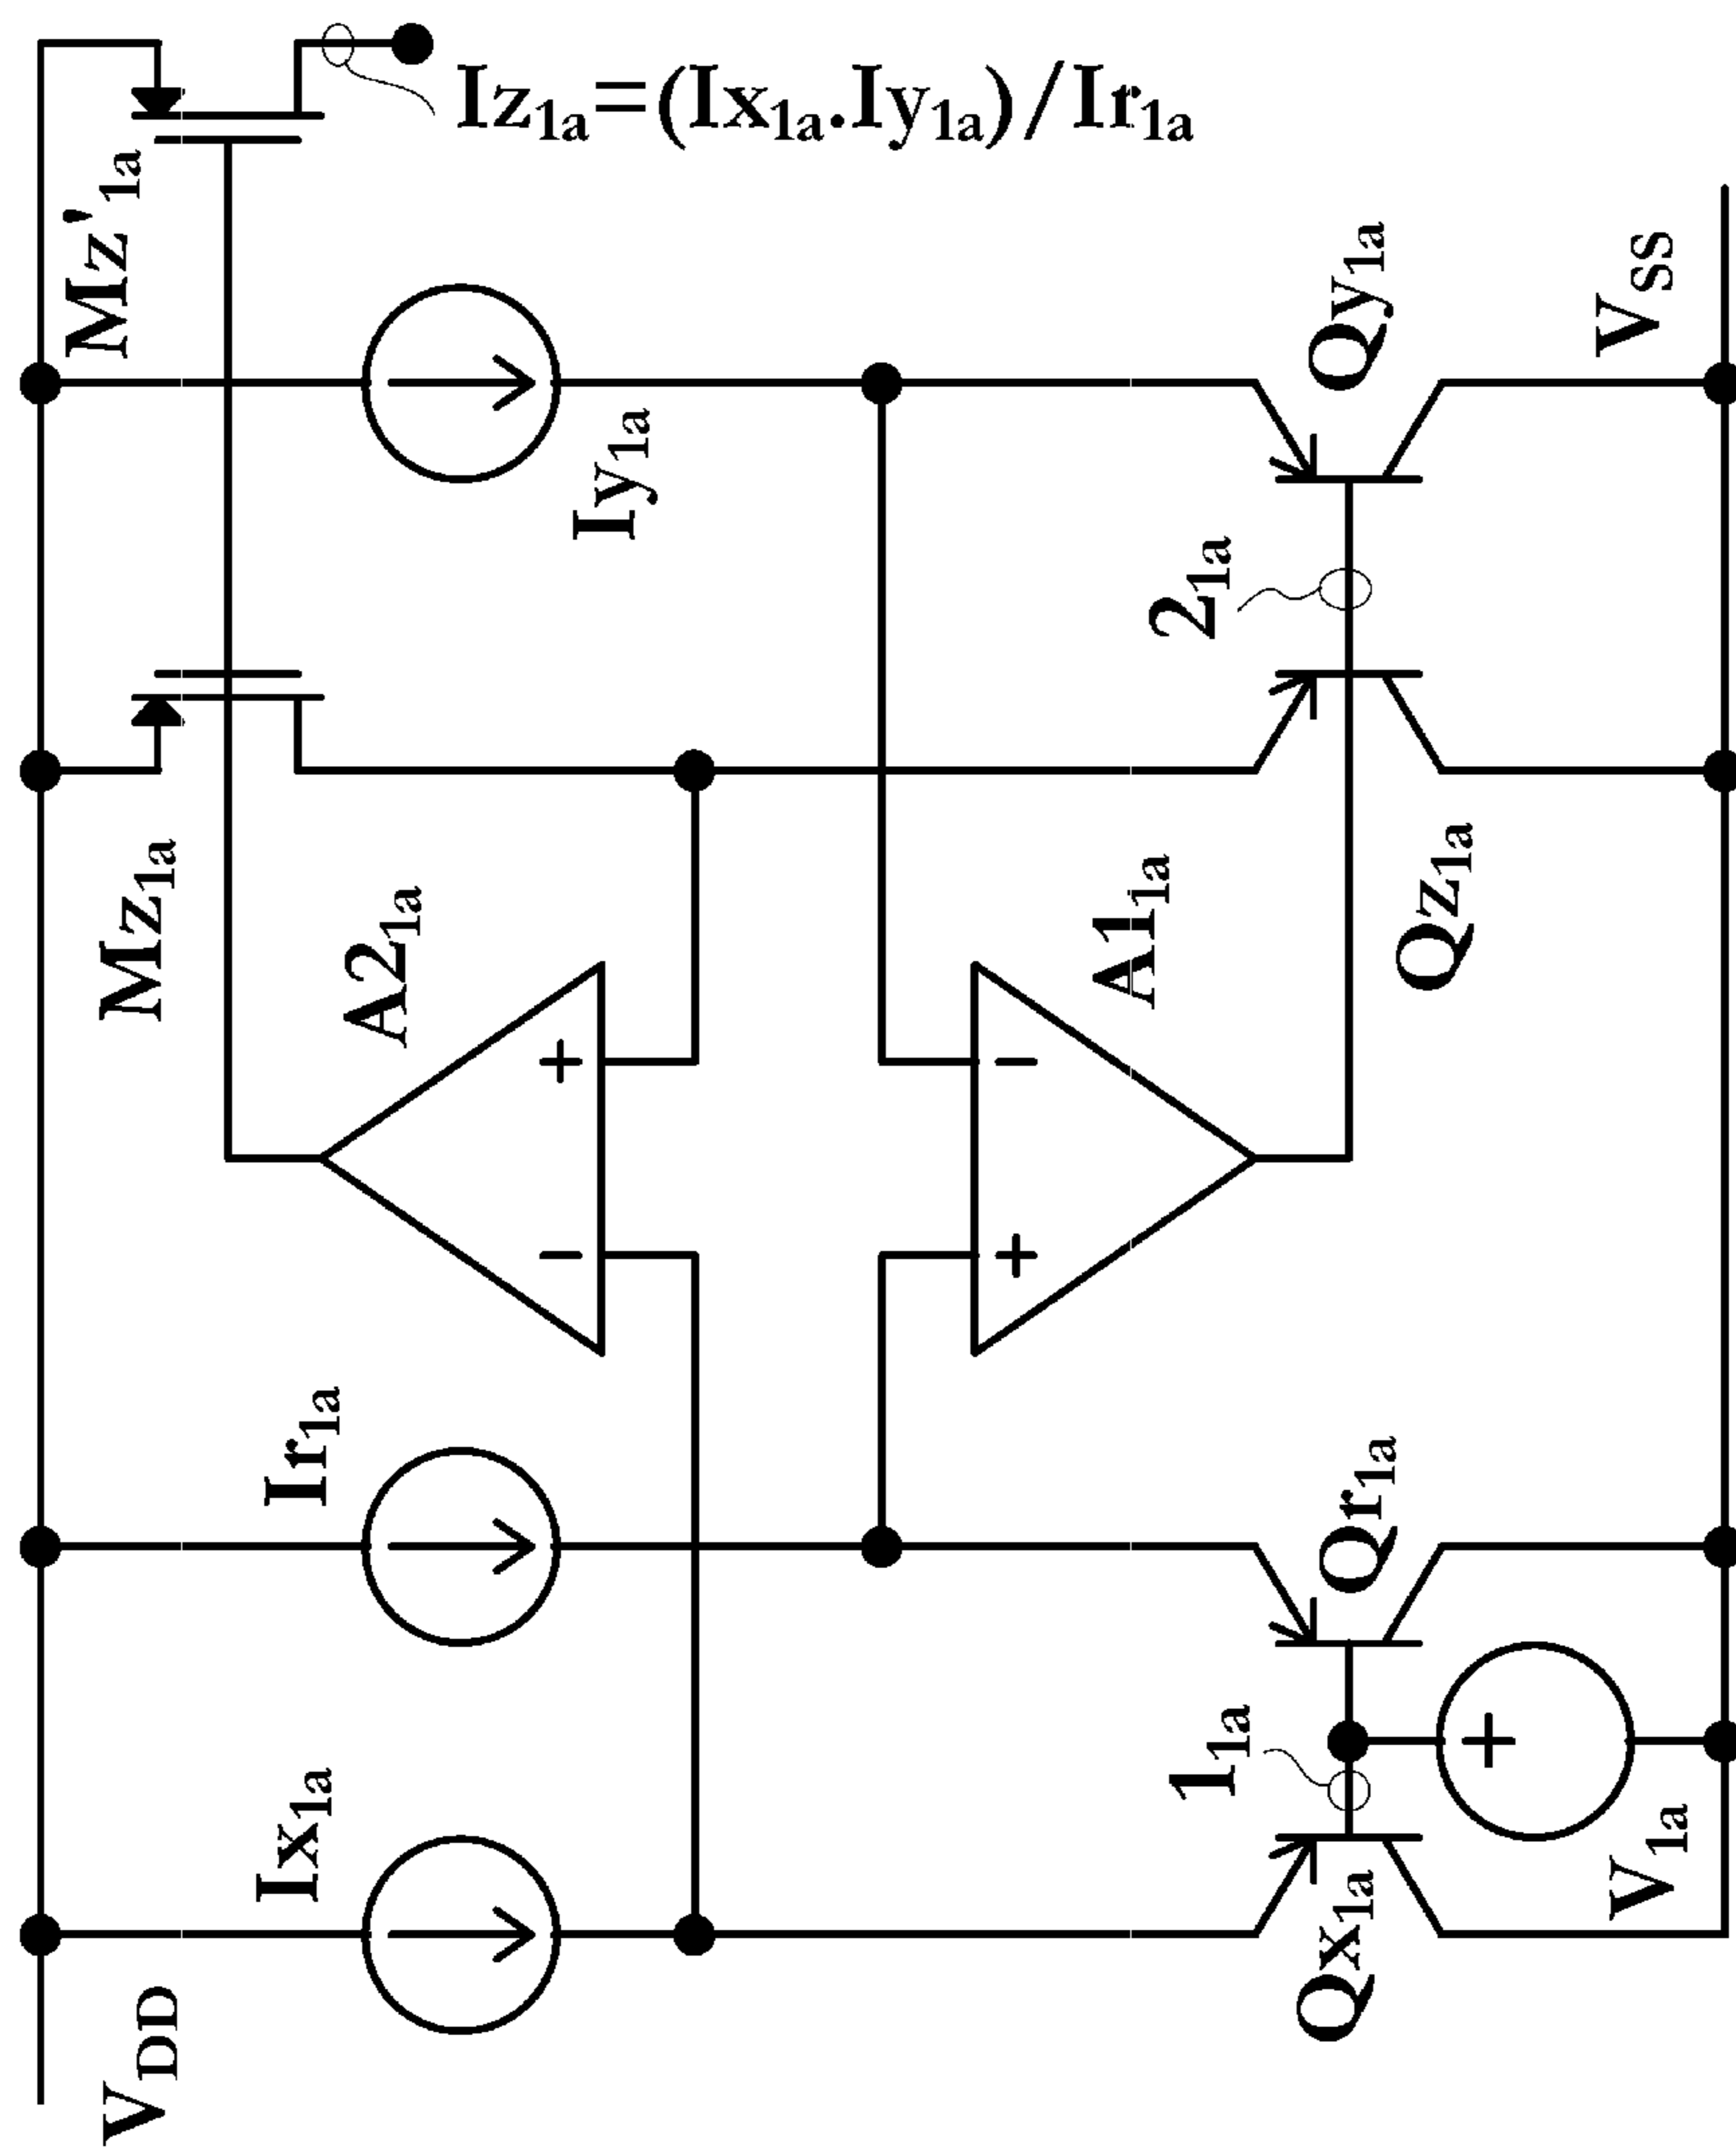 Iz1a=(Ix1a.Iy1a)/Ir1a
VDD
Ix1a
Ir1a
A21a
Mz1a
Mz'1a
Iy1a
- +
+ -
A11a
Qx1a
11a
+
V1a
Qr1a
Qz1a
21a
Qy1a
VSS